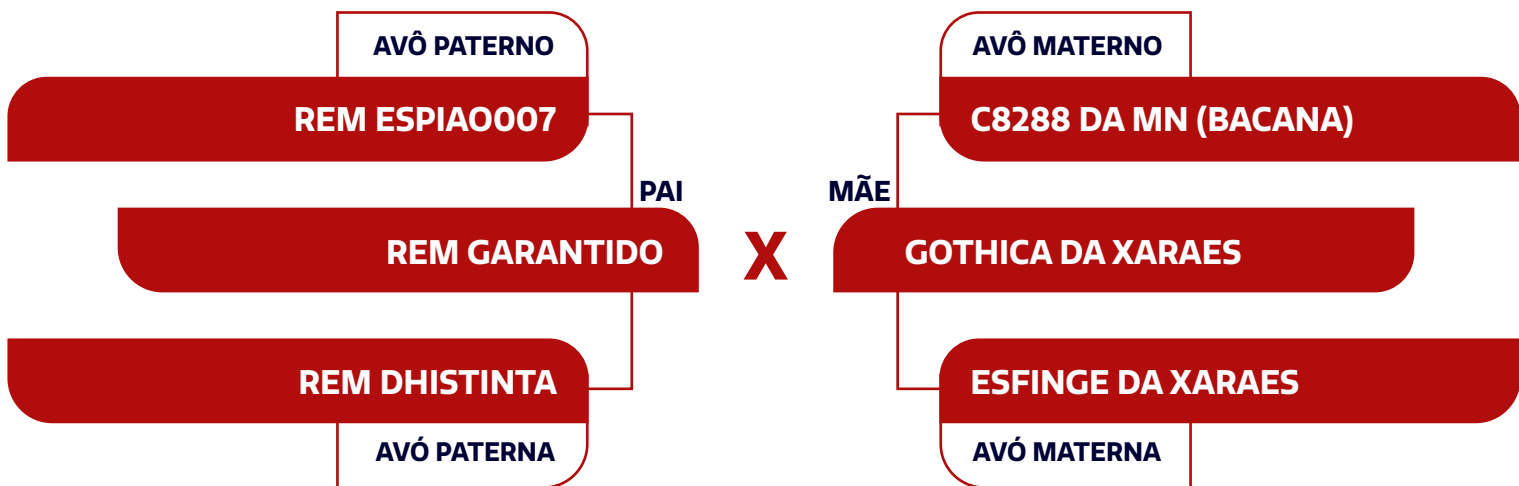 AVÔ PATERNO
AVÔ MATERNO
REM ESPIAO007
C8288 DA MN (BACANA)
PAI
MÃE
REM GARANTIDO
X
GOTHICA DA XARAES
REM DHISTINTA
ESFINGE DA XARAES
AVÓ PATERNA
AVÓ MATERNA